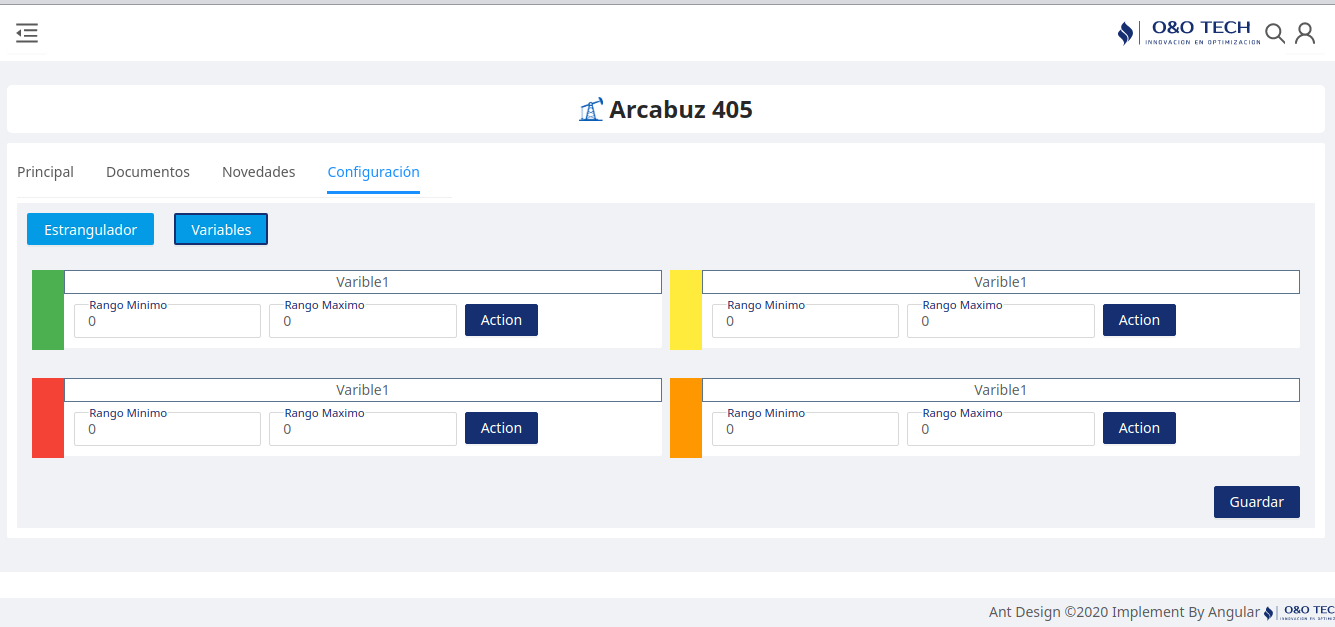 O&O TECH
INNOVACION EN OPTIMIZACION
Arcabuz 405
Principal Documentos Novedades Configuración
Estrangulador Variables
Varible1
Rango Minimo Rango Maximo
0 0 Action
Varible1
Rango Minimo Rango Maximo
0 0 Action
Varible1
Rango Minimo Rango Maximo
0 0 Action
Varible1
Rango Minimo Rango Maximo
0 0 Action
Guardar
Ant Design ©2020 Implement By Angular O&O TEC